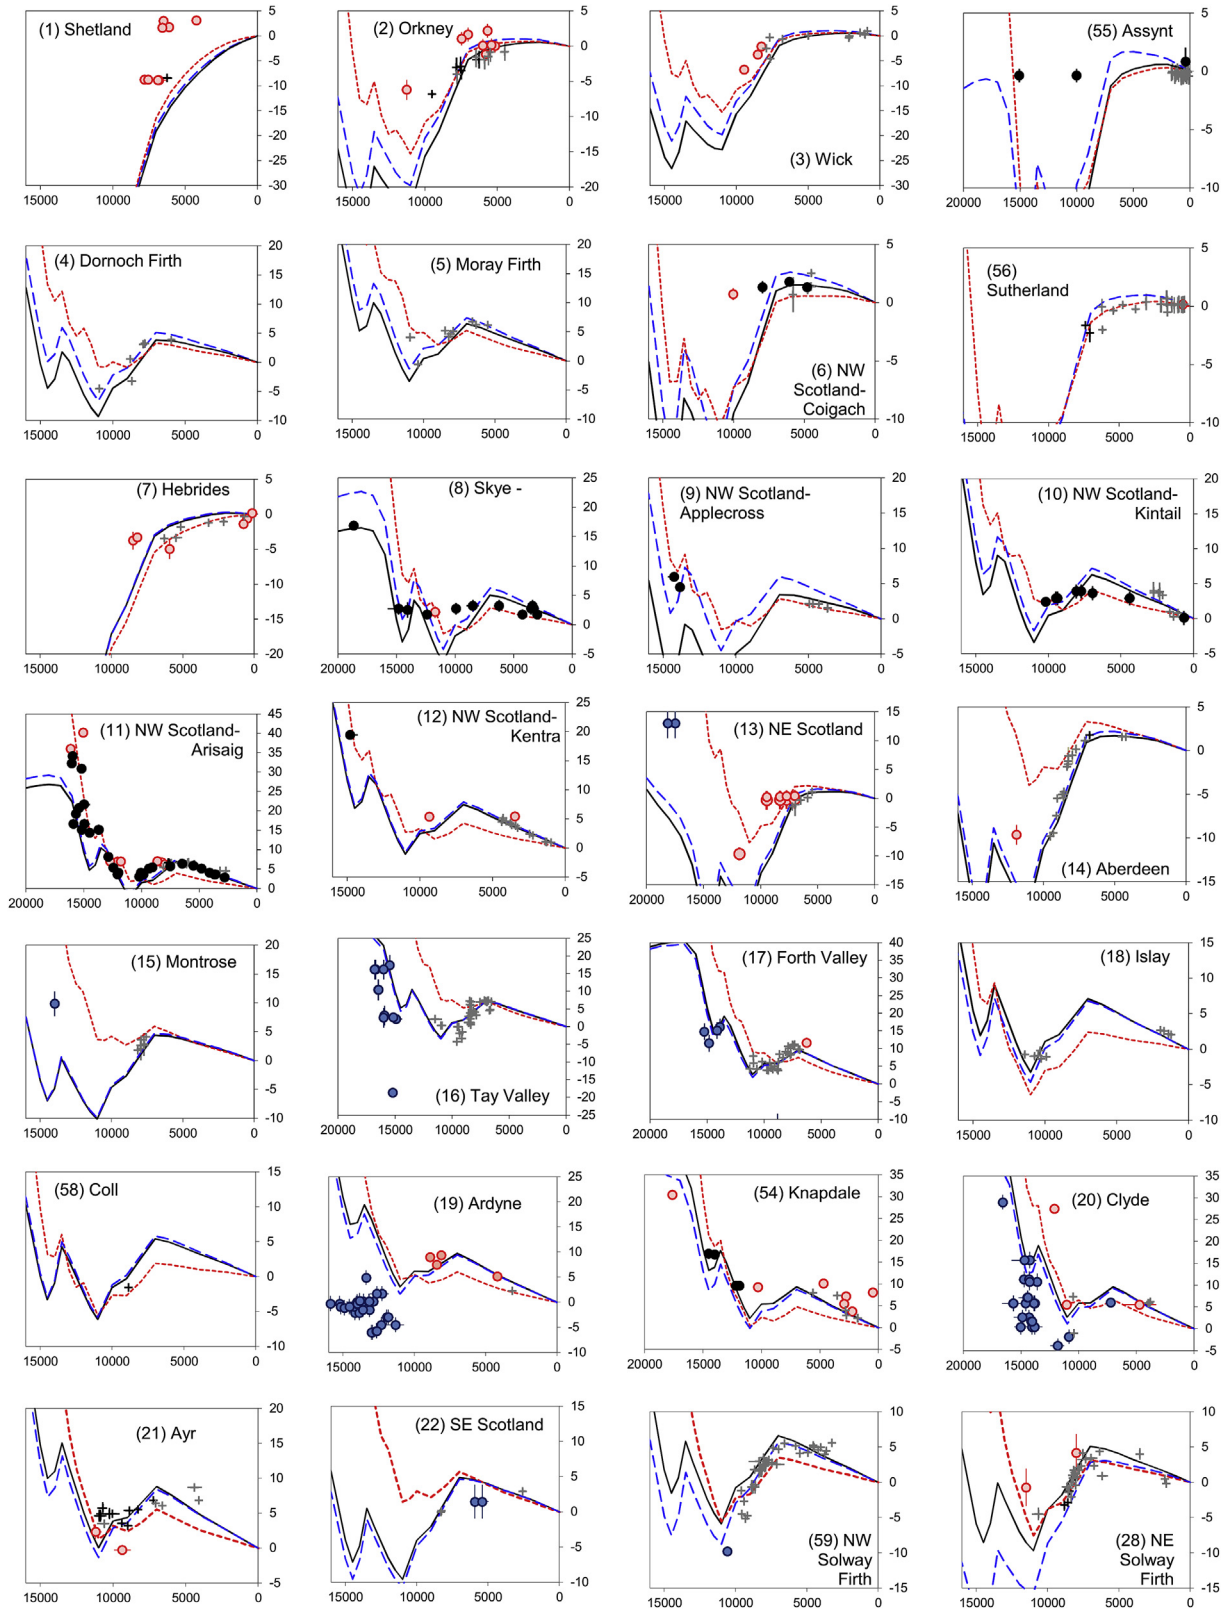 (1) Shetland
5
0
-5
-10
-15
-20
-25
-30
15000 10000 5000 0
(2) Orkney
5
0
-5
-10
-15
-20
15000 10000 5000 0
(3) Wick
5
0
-5
-10
-15
-20
-25
-30
15000 10000 5000 0
(55) Assynt
5
0
-5
-10
20000 15000 10000 5000 0
(4) Dornoch Firth
20
15
10
5
0
-5
-10
15000 10000 5000 0
(5) Moray Firth
20
15
10
5
0
-5
-10
15000 10000 5000 0
(6) NW
Scotland-
Coigach
5
0
-5
-10
15000 10000 5000 0
(56)
Sutherland
5
0
-5
-10
15000 10000 5000 0
(7) Hebrides
5
0
-5
-10
-15
-20
15000 10000 5000 0
(8) Skye -
25
20
15
10
5
0
-5
20000 15000 10000 5000 0
(9) NW Scotland-
Applecross
20
15
10
5
0
-5
15000 10000 5000 0
(10) NW Scotland-
Kintail
20
15
10
5
0
-5
15000 10000 5000 0
(11) NW Scotland-
Arisaig
45
40
35
30
25
20
15
10
5
0
20000 15000 10000 5000 0
(12) NW Scotland-
Kentra
25
20
15
10
5
0
-5
15000 10000 5000 0
(13) NE Scotland
15
10
5
0
-5
-10
-15
20000 15000 10000 5000 0
(14) Aberdeen
5
0
-5
-10
-15
15000 10000 5000 0
(15) Montrose
20
15
10
5
0
-5
-10
15000 10000 5000 0
(16) Tay Valley
25
20
15
10
5
0
-5
-10
-15
-20
-25
20000 15000 10000 5000 0
(17) Forth Valley
40
35
30
25
20
15
10
5
0
-5
-10
20000 15000 10000 5000 0
(18) Islay
15
10
5
0
-5
-10
15000 10000 5000 0
(58) Coll
15
10
5
0
-5
-10
15000 10000 5000 0
(19) Ardyne
25
20
15
10
5
0
-5
-10
15000 10000 5000 0
(54) Knapdale
35
30
25
20
15
10
5
0
-5
20000 15000 10000 5000 0
(20) Clyde
35
30
25
20
15
10
5
0
-5
20000 15000 10000 5000 0
(21) Ayr
20
15
10
5
0
-5
15000 10000 5000 0
(22) SE Scotland
15
10
5
0
-5
-10
15000 10000 5000 0
(59) NW
Solway
Firth
10
5
0
-5
-10
-15
15000 10000 5000 0
(28) NE
Solway
Firth
10
5
0
-5
-10
-15
15000 10000 5000 0